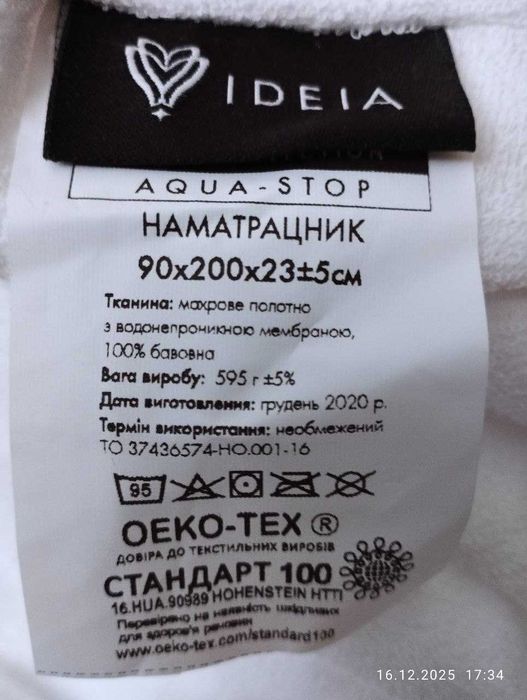 IDEIA
AQUA-STOP
НАМАТРАЦНИК
90x200x23±5см
Тканина: махрове полотно
з водонепроникною мембраною,
100% бавовна
Вага виробу: 595 г ±5%
Дата виготовлення: грудень 2020 р.
Термін використання: необмежений
ТО 37436574-НО.001-16
95
OEKO-TEX ®
ДОВІРА ДО ТЕКСТИЛЬНИХ ВИРОБІВ
СТАНДАРТ 100
16.HUA.90989 HOHENSTEIN HTTI
Перевірено на наявність шкідливих
для здоров'я речовин
www.oeko-tex.com/standard100
16.12.2025 17:34